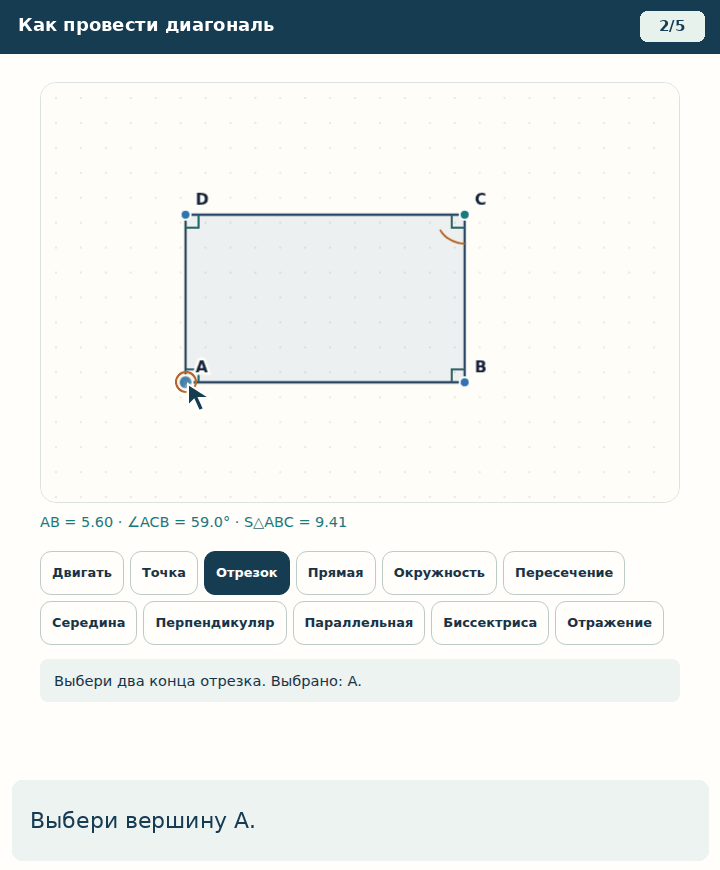 Как провести диагональ
2/5
D
C
A
B
AB = 5.60 · ∠ACB = 59.0° · S△ABC = 9.41
Двигать Точка Отрезок Прямая Окружность Пересечение
Середина Перпендикуляр Параллельная Биссектриса Отражение
Выбери два конца отрезка. Выбрано: A.
Выбери вершину A.